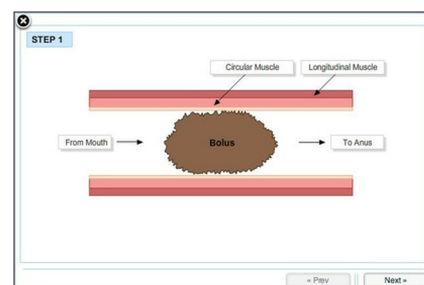 STEP 1
Circular Muscle
Longitudinal Muscle
From Mouth
Bolus
To Anus
« Prev
Next »